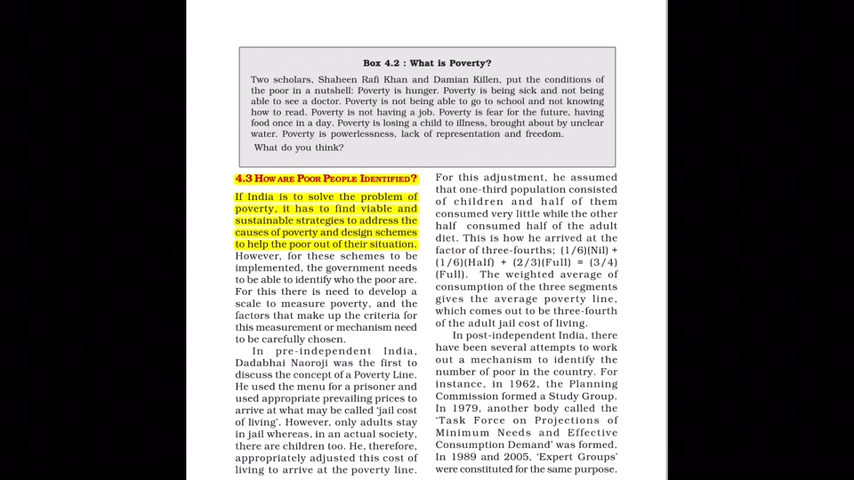 Box 4.2 : What is Poverty?
Two scholars, Shaheen Rafi Khan and Damian Killen, put the conditions of
the poor in a nutshell: Poverty is hunger. Poverty is being sick and not being
able to see a doctor. Poverty is not being able to go to school and not knowing
how to read. Poverty is not having a job. Poverty is fear for the future, having
food once in a day. Poverty is losing a child to illness, brought about by unclear
water. Poverty is powerlessness, lack of representation and freedom.
What do you think?
4.3 How are Poor People Identified?
If India is to solve the problem of
poverty, it has to find viable and
sustainable strategies to address the
causes of poverty and design schemes
to help the poor out of their situation.
However, for these schemes to be
implemented, the government needs
to be able to identify who the poor are.
For this there is need to develop a
scale to measure poverty, and the
factors that make up the criteria for
this measurement or mechanism need
to be carefully chosen.
In pre-independent India,
Dadabhai Naoroji was the first to
discuss the concept of a Poverty Line.
He used the menu for a prisoner and
used appropriate prevailing prices to
arrive at what may be called ‘jail cost
of living’. However, only adults stay
in jail whereas, in an actual society,
there are children too. He, therefore,
appropriately adjusted this cost of
living to arrive at the poverty line.
For this adjustment, he assumed
that one-third population consisted
of children and half of them
consumed very little while the other
half consumed half of the adult
diet. This is how he arrived at the
factor of three-fourths; (1/6)(Nil) +
(1/6)(Half) + (2/3)(Full) = (3/4)
(Full). The weighted average of
consumption of the three segments
gives the average poverty line,
which comes out to be three-fourth
of the adult jail cost of living.
In post-independent India, there
have been several attempts to work
out a mechanism to identify the
number of poor in the country. For
instance, in 1962, the Planning
Commission formed a Study Group.
In 1979, another body called the
‘Task Force on Projections of
Minimum Needs and Effective
Consumption Demand’ was formed.
In 1989 and 2005, ‘Expert Groups’
were constituted for the same purpose.